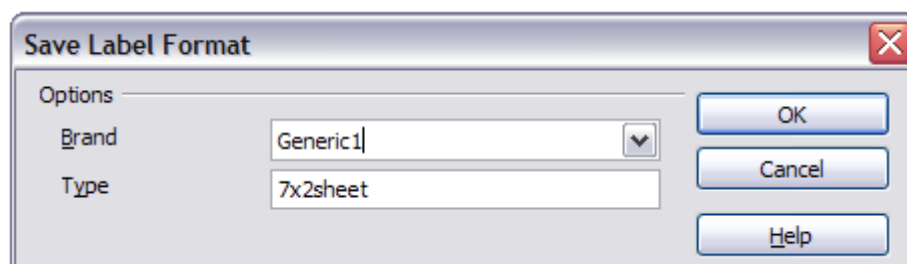 Save Label Format
Options
Brand
Generic1
Type
7x2sheet
OK
Cancel
Help